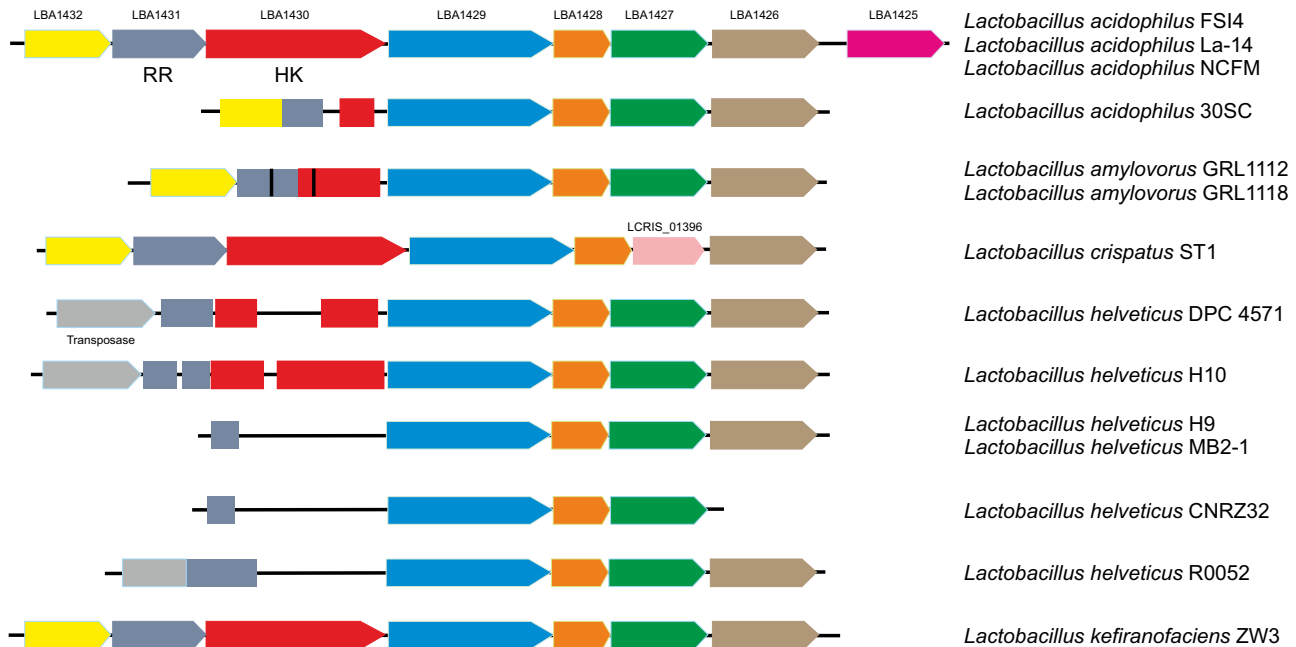 LBA1432 LBA1431 LBA1430 LBA1429 LBA1428 LBA1427 LBA1426 LBA1425
Lactobacillus acidophilus FSI4
Lactobacillus acidophilus La-14
RR HK Lactobacillus acidophilus NCFM
Lactobacillus acidophilus 30SC
Lactobacillus amylovorus GRL1112
Lactobacillus amylovorus GRL1118
LCRIS_01396
Lactobacillus crispatus ST1
Lactobacillus helveticus DPC 4571
Transposase
Lactobacillus helveticus H10
Lactobacillus helveticus H9
Lactobacillus helveticus MB2-1
Lactobacillus helveticus CNRZ32
Lactobacillus helveticus R0052
Lactobacillus kefiranofaciens ZW3